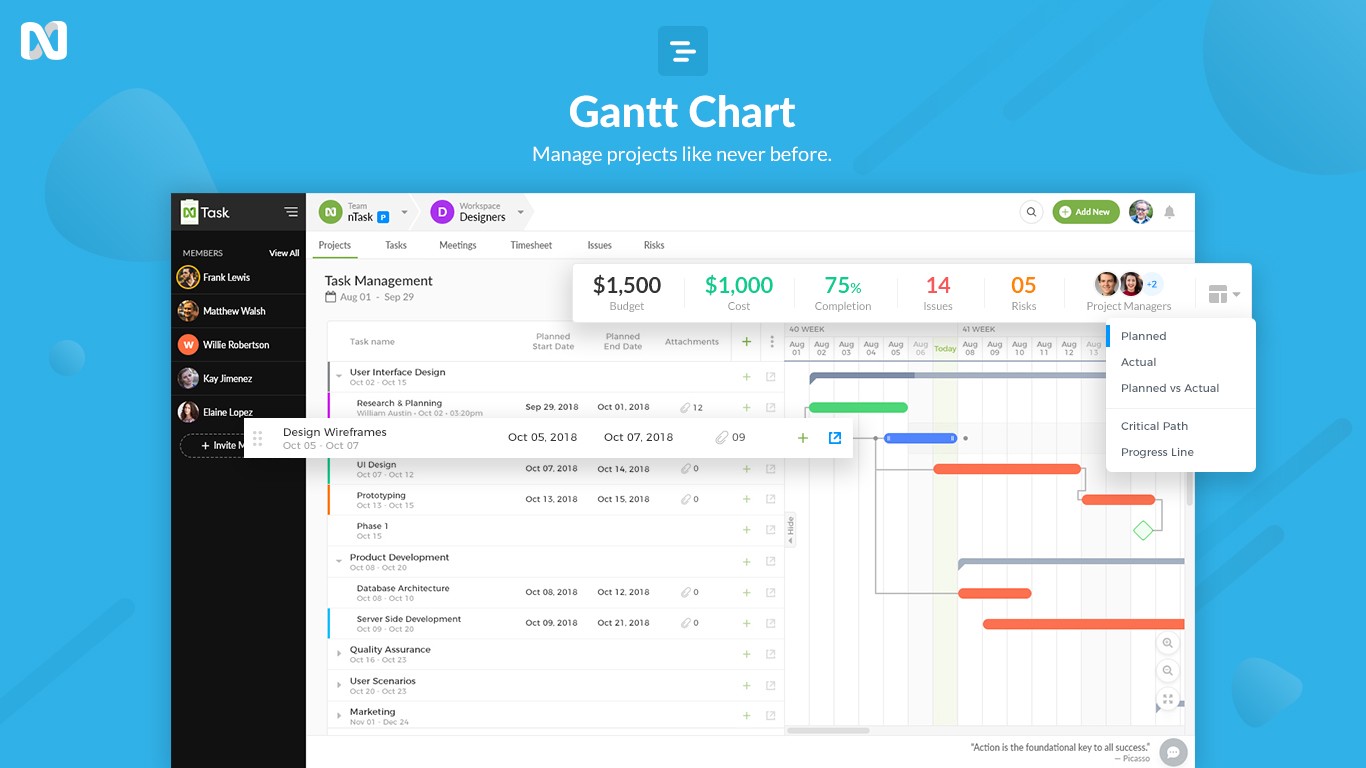 Gantt Chart
Manage projects like never before.
Task
Team
nTask P
D
Workspace
Designers
Add New
MEMBERS View All
Frank Lewis
Matthew Walsh
W Willie Robertson
Kay Jimenez
Elaine Lopez
+ Invite M
Projects Tasks Meetings Timesheet Issues Risks
Task Management
Aug 01 - Sep 29
$1,500 $1,000 75% 14 05 +2
Budget Cost Completion Issues Risks Project Managers
Planned
Actual
Planned vs Actual
Critical Path
Progress Line
Task name Planned Start Date Planned End Date Attachments +
40 WEEK 41 WEEK
Aug 01 Aug 02 Aug 03 Aug 04 Aug 05 Aug 06 Today Aug 08 Aug 09 Aug 10 Aug 11 Aug 12 Aug 13
User Interface Design
Oct 02 - Oct 15
Research & Planning Sep 29, 2018 Oct 01, 2018 12
William Austin - Oct 02 - 03:20pm
Design Wireframes Oct 05, 2018 Oct 07, 2018 09
Oct 05 - Oct 07
UI Design Oct 07, 2018 Oct 14, 2018 0
Oct 07 - Oct 12
Prototyping Oct 13, 2018 Oct 15, 2018 0
Oct 13 - Oct 15
Phase 1
Oct 15
Hide
Product Development
Oct 08 - Oct 20
Database Architecture Oct 08, 2018 Oct 12, 2018 0
Oct 08 - Oct 10
Server Side Development Oct 09, 2018 Oct 21, 2018 0
Oct 09 - Oct 20
Quality Assurance
Oct 16 - Oct 23
User Scenarios
Oct 20 - Oct 23
Marketing
Nov 01 - Dec 24
“Action is the foundational key to all success.”
— Picasso